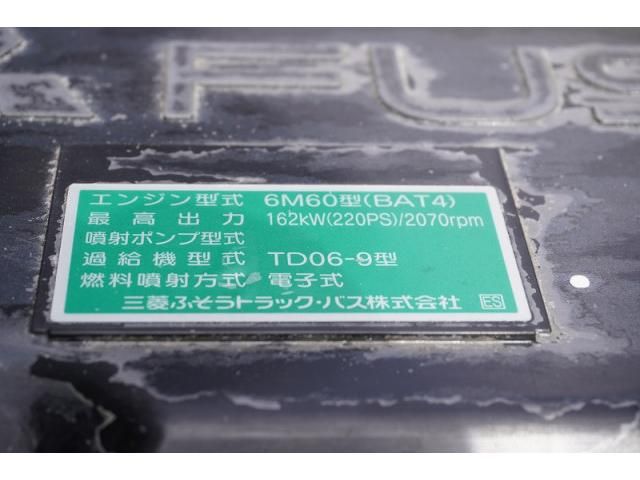 FUS
エンジン型式 6M60型(BAT4)
最高出力 162kW(220PS)/2070rpm
噴射ポンプ型式
過給機型式 TD06-9型
燃料噴射方式 電子式
三菱ふそうトラック・バス株式会社 ES